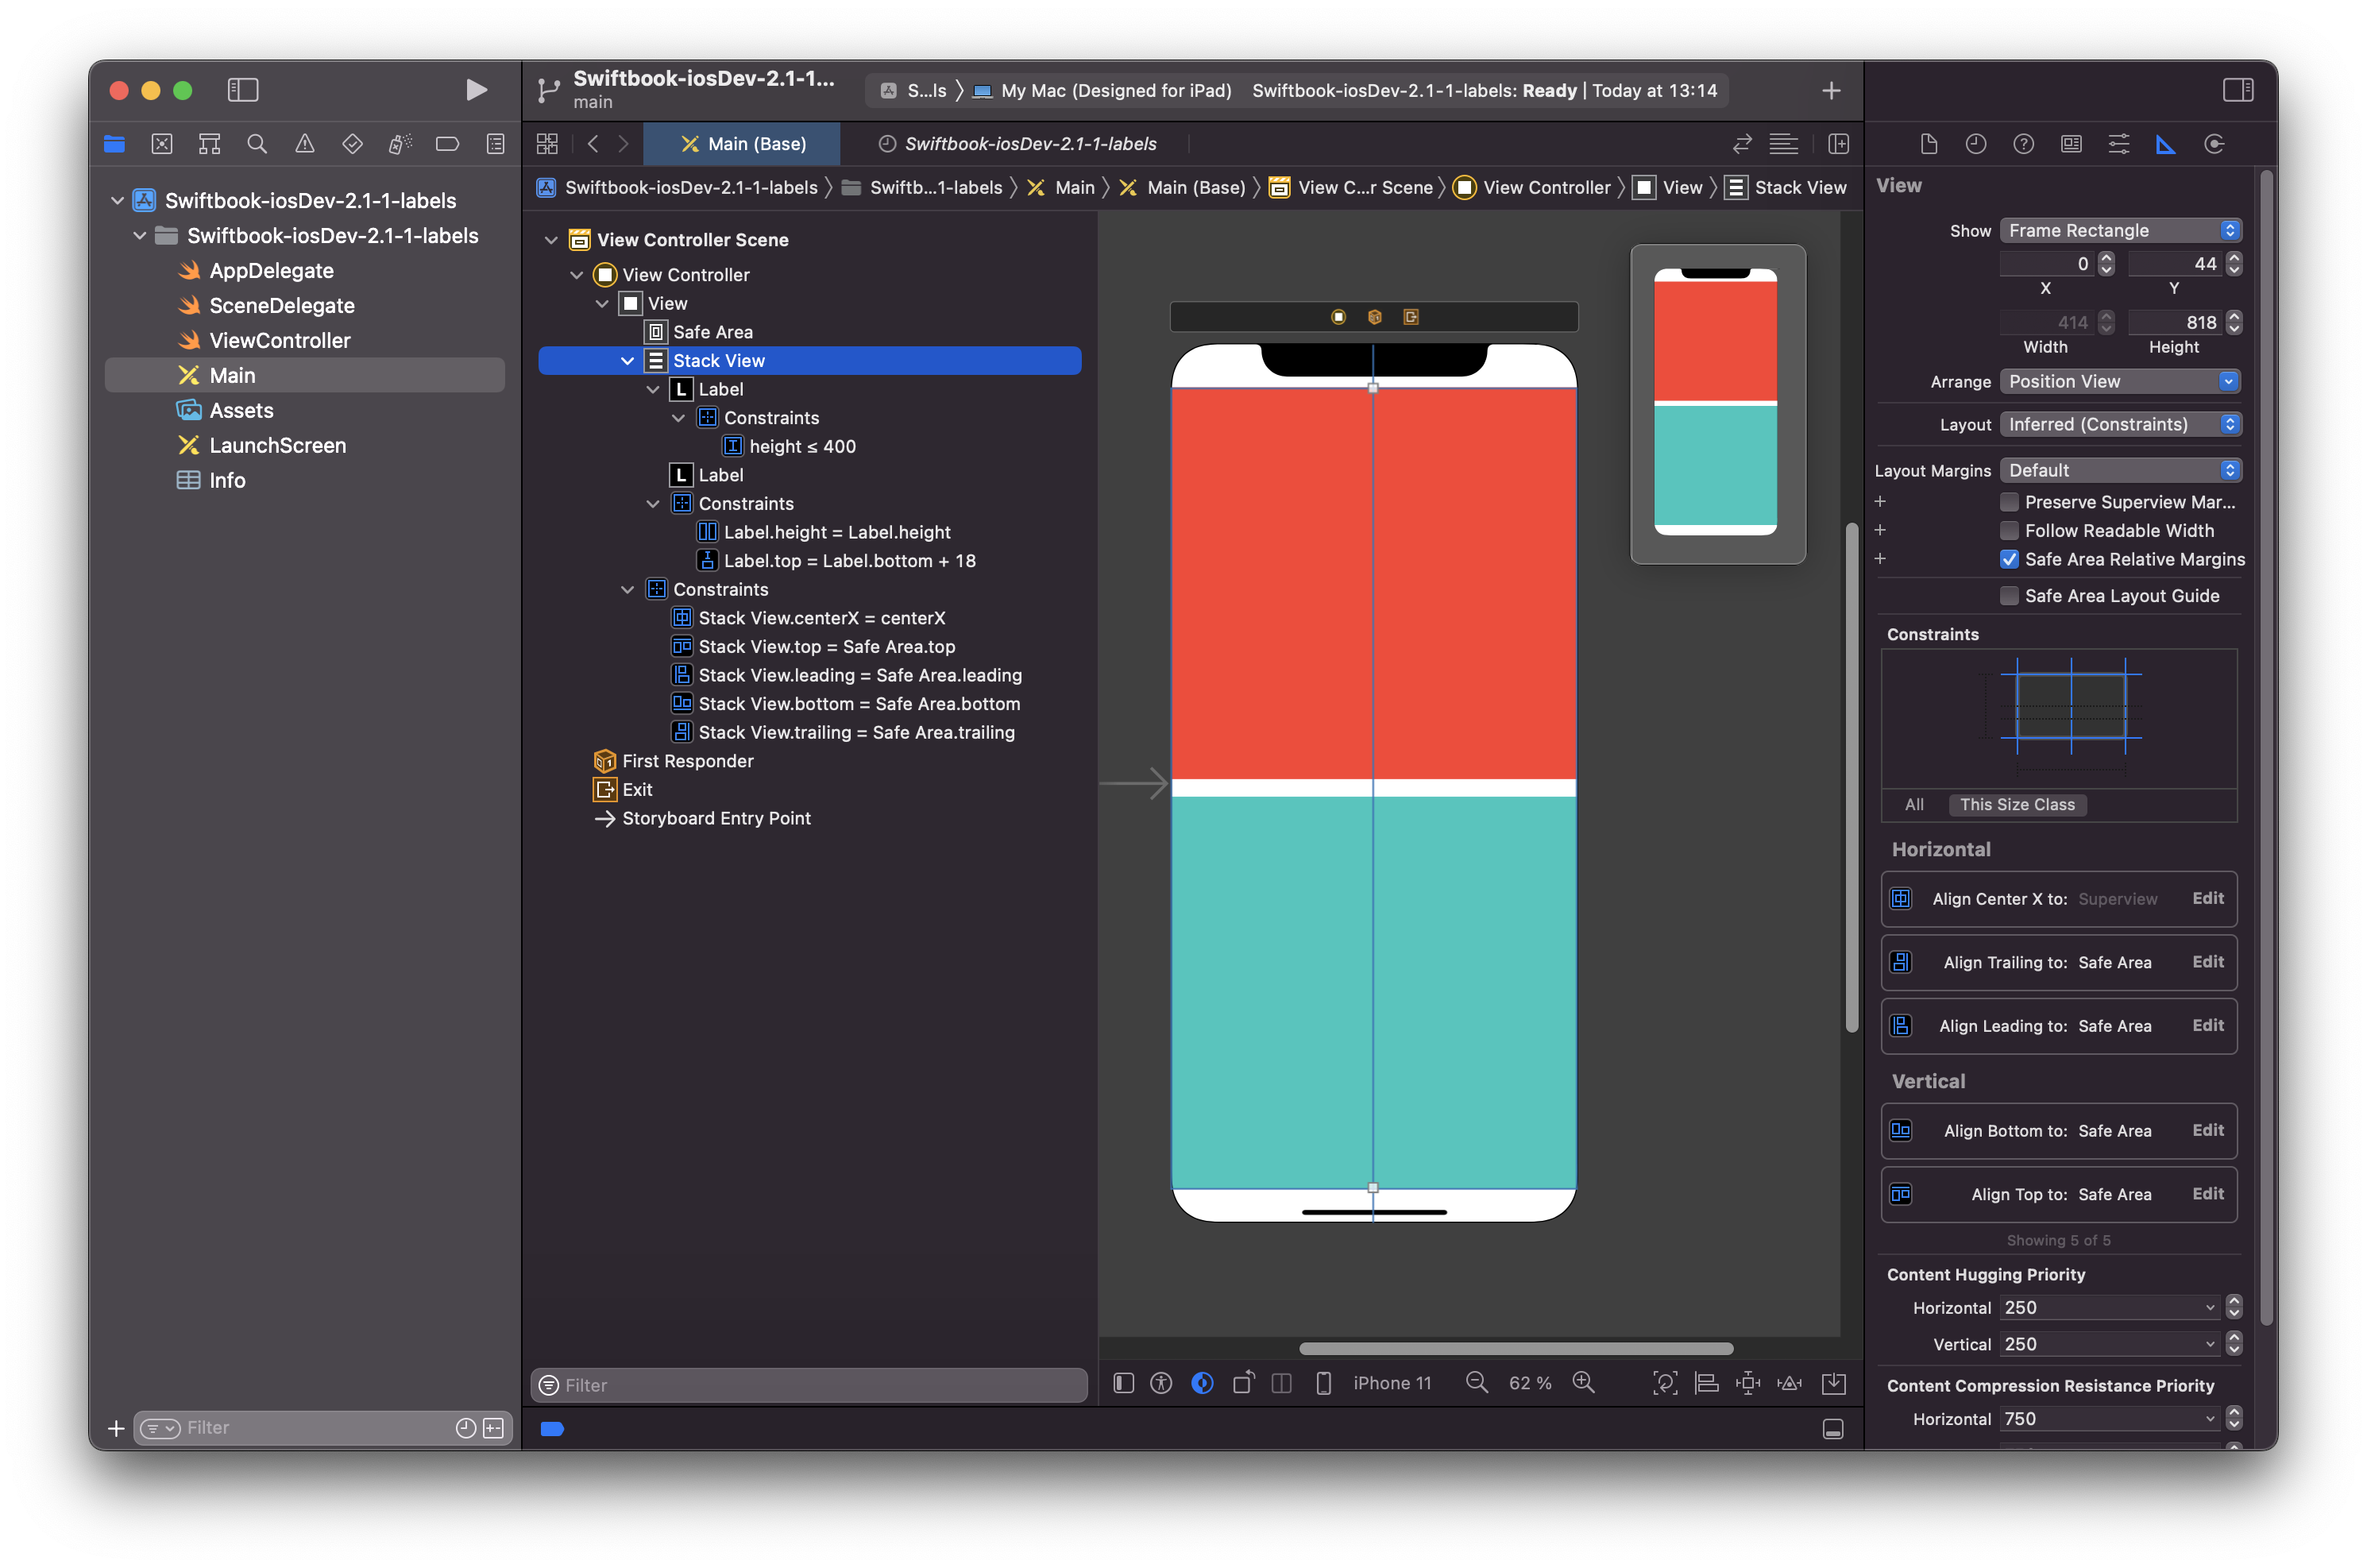 Swiftbook-iosDev-2.1-1...
main
S...ls
My Mac (Designed for iPad)
Swiftbook-iosDev-2.1-1-labels: Ready | Today at 13:14
Main (Base)
Swiftbook-iosDev-2.1-1-labels
Swiftbook-iosDev-2.1-1-labels
Swiftb...1-labels
Main
Main (Base)
View C...r Scene
View Controller
View
Stack View
Swiftbook-iosDev-2.1-1-labels
Swiftbook-iosDev-2.1-1-labels
AppDelegate
SceneDelegate
ViewController
Main
Assets
LaunchScreen
Info
Filter
View Controller Scene
View Controller
View
Safe Area
Stack View
L Label
Constraints
height ≤ 400
L Label
Constraints
Label.height = Label.height
Label.top = Label.bottom + 18
Constraints
Stack View.centerX = centerX
Stack View.top = Safe Area.top
Stack View.leading = Safe Area.leading
Stack View.bottom = Safe Area.bottom
Stack View.trailing = Safe Area.trailing
First Responder
Exit
Storyboard Entry Point
Filter
iPhone 11
62 %
View
Show Frame Rectangle
0 44
X Y
414 818
Width Height
Arrange Position View
Layout Inferred (Constraints)
Layout Margins Default
Preserve Superview Mar...
Follow Readable Width
Safe Area Relative Margins
Safe Area Layout Guide
Constraints
All This Size Class
Horizontal
Align Center X to: Superview Edit
Align Trailing to: Safe Area Edit
Align Leading to: Safe Area Edit
Vertical
Align Bottom to: Safe Area Edit
Align Top to: Safe Area Edit
Showing 5 of 5
Content Hugging Priority
Horizontal 250
Vertical 250
Content Compression Resistance Priority
Horizontal 750